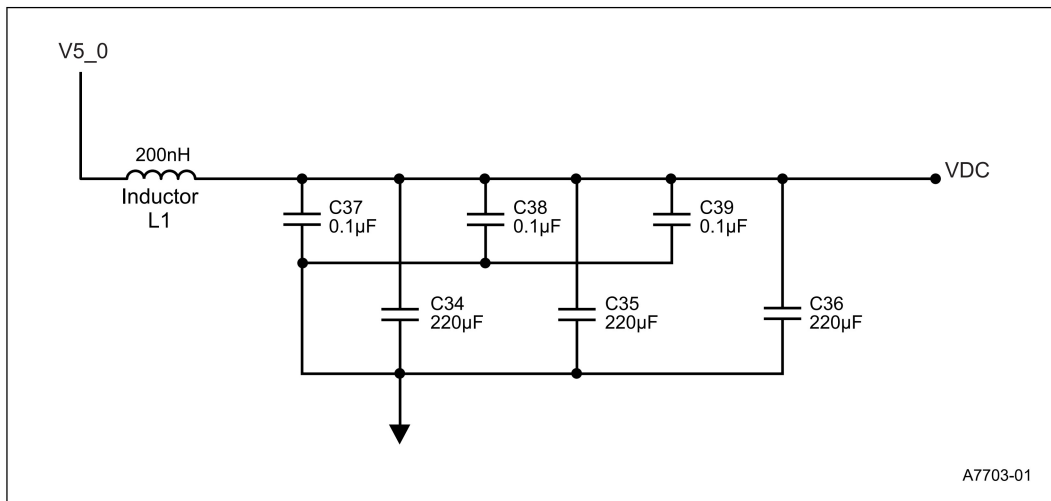 V5_0
200nH
Inductor
L1
VDC
C37
0.1µF
C38
0.1µF
C39
0.1µF
C34
220µF
C35
220µF
C36
220µF
A7703-01